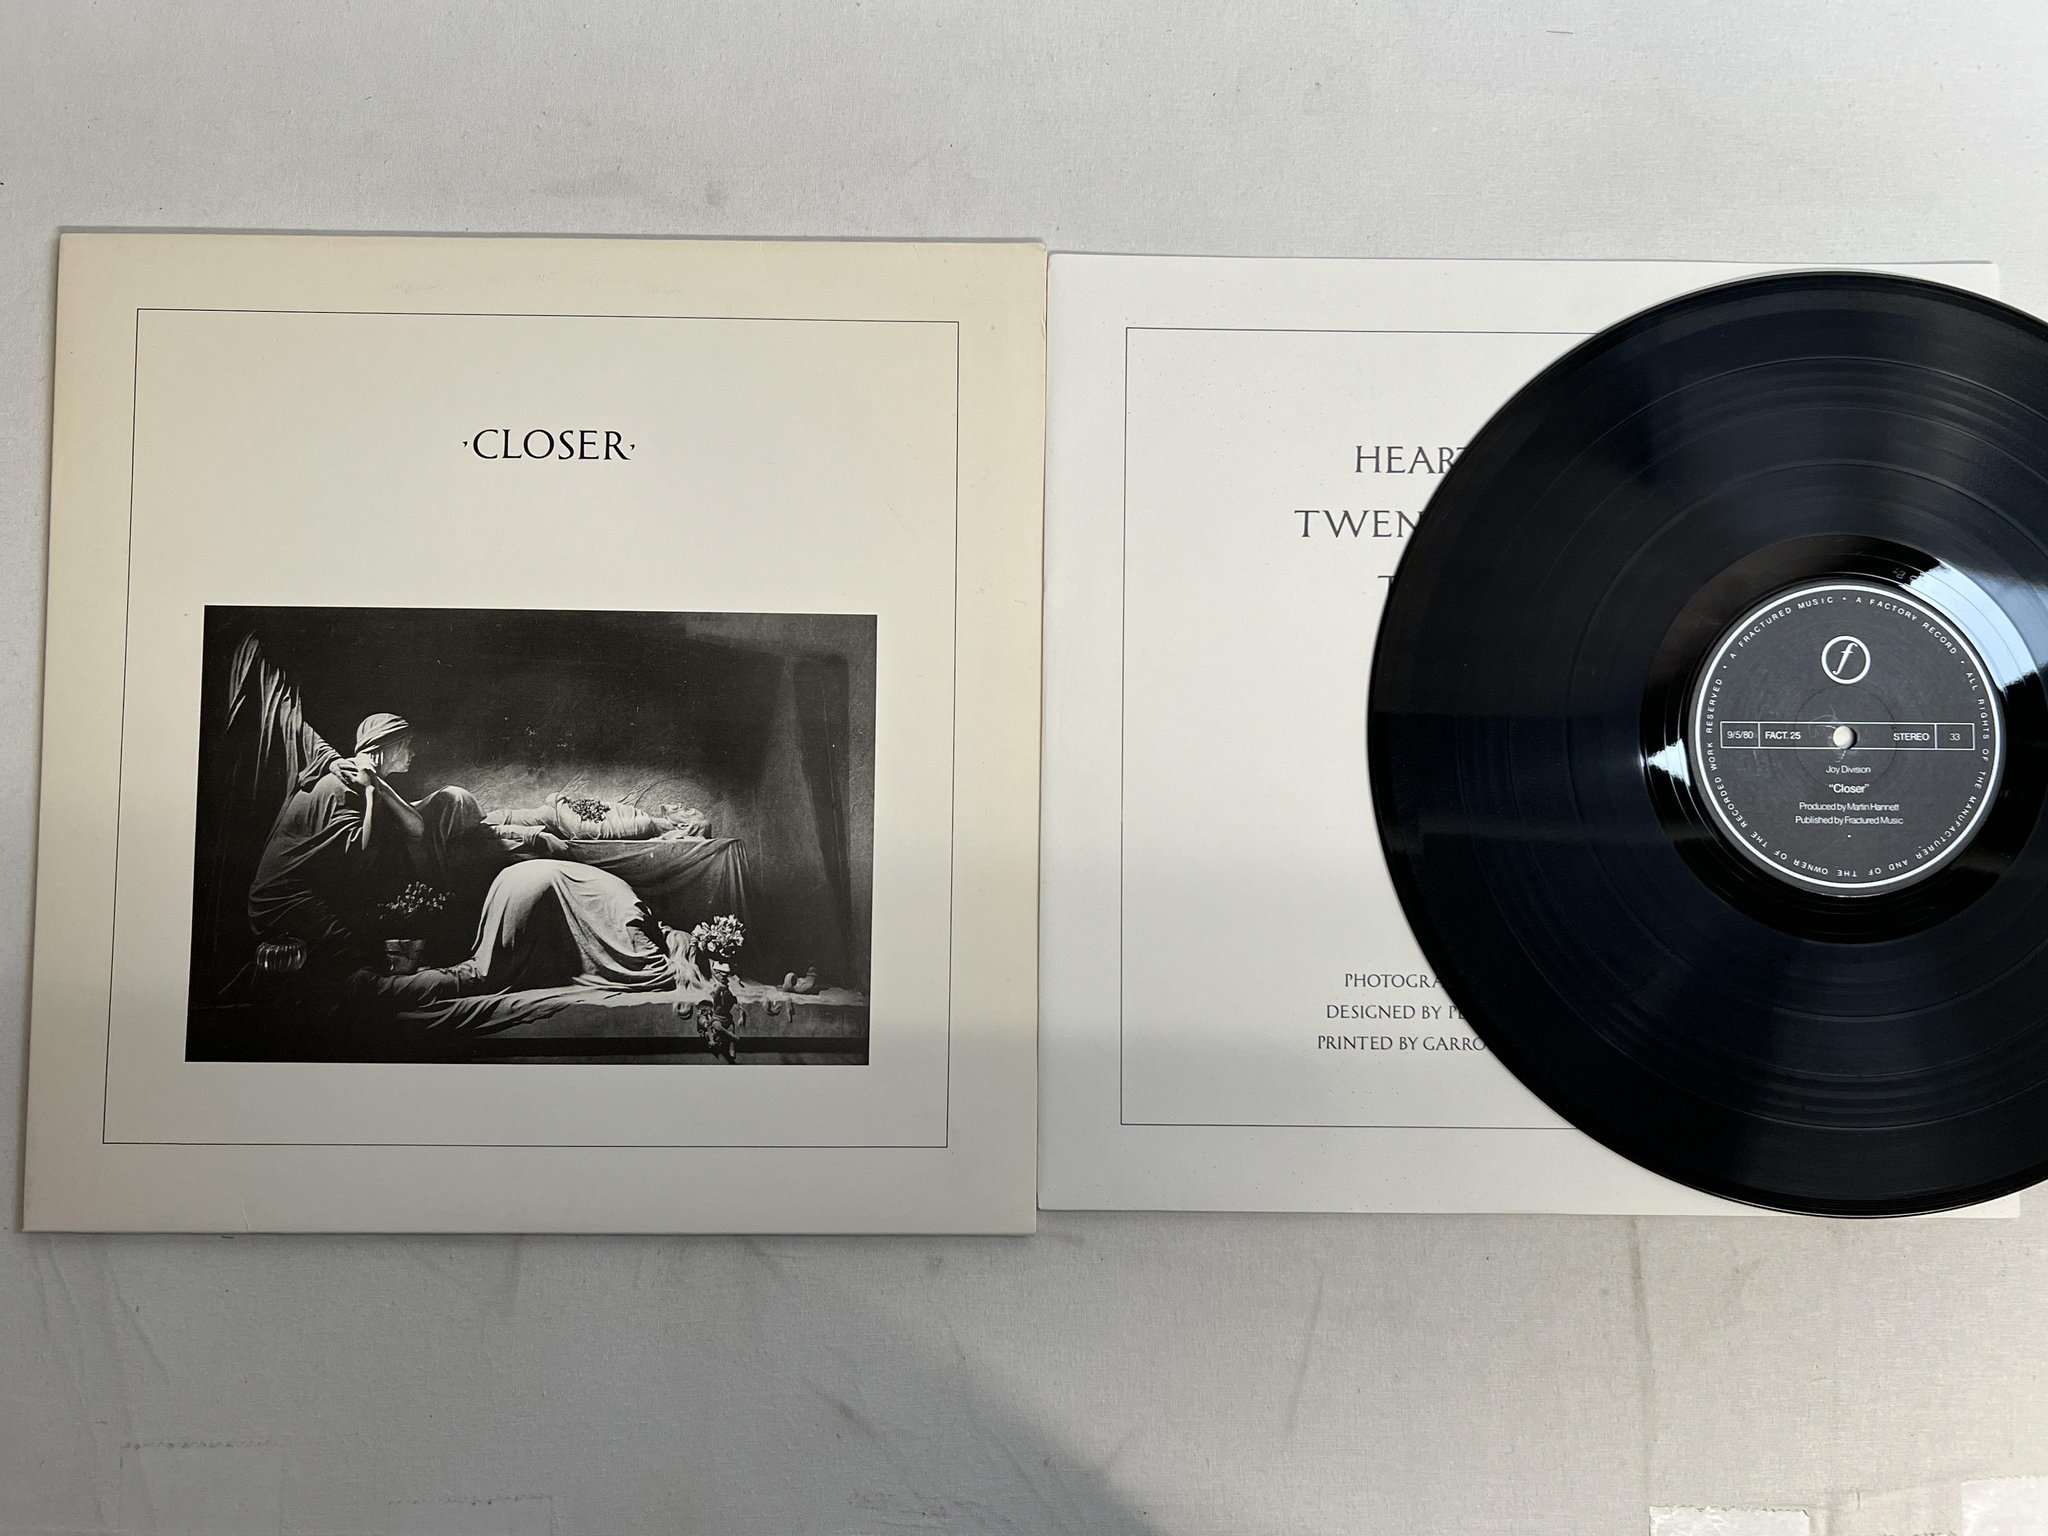 ·CLOSER·
HEART
TWEN
T
PHOTOGRA
DESIGNED BY PE
PRINTED BY GARRO
A FRACTURED MUSIC • A FACTORY RECORD • ALL RIGHTS OF THE MANUFACTURER AND OF THE OWNER OF THE RECORDED WORK RESERVED •
f
9/5/80 FACT. 25 STEREO 33
Joy Division
“Closer”
Produced by Martin Hannett
Published by Fractured Music